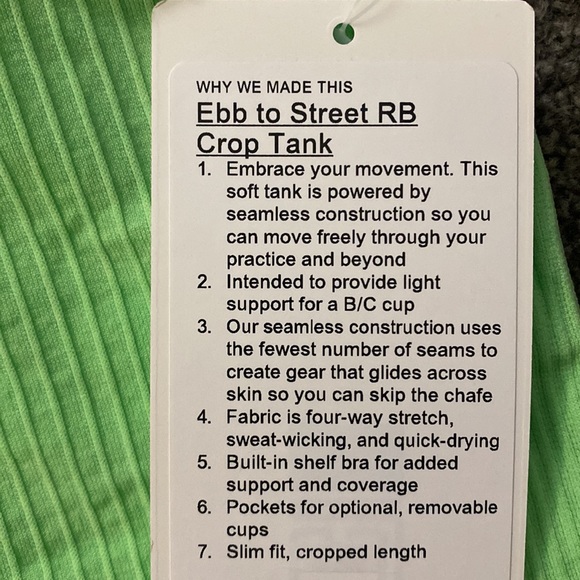 WHY WE MADE THIS
Ebb to Street RB
Crop Tank
1. Embrace your movement. This
soft tank is powered by
seamless construction so you
can move freely through your
practice and beyond
2. Intended to provide light
support for a B/C cup
3. Our seamless construction uses
the fewest number of seams to
create gear that glides across
skin so you can skip the chafe
4. Fabric is four-way stretch,
sweat-wicking, and quick-drying
5. Built-in shelf bra for added
support and coverage
6. Pockets for optional, removable
cups
7. Slim fit, cropped length